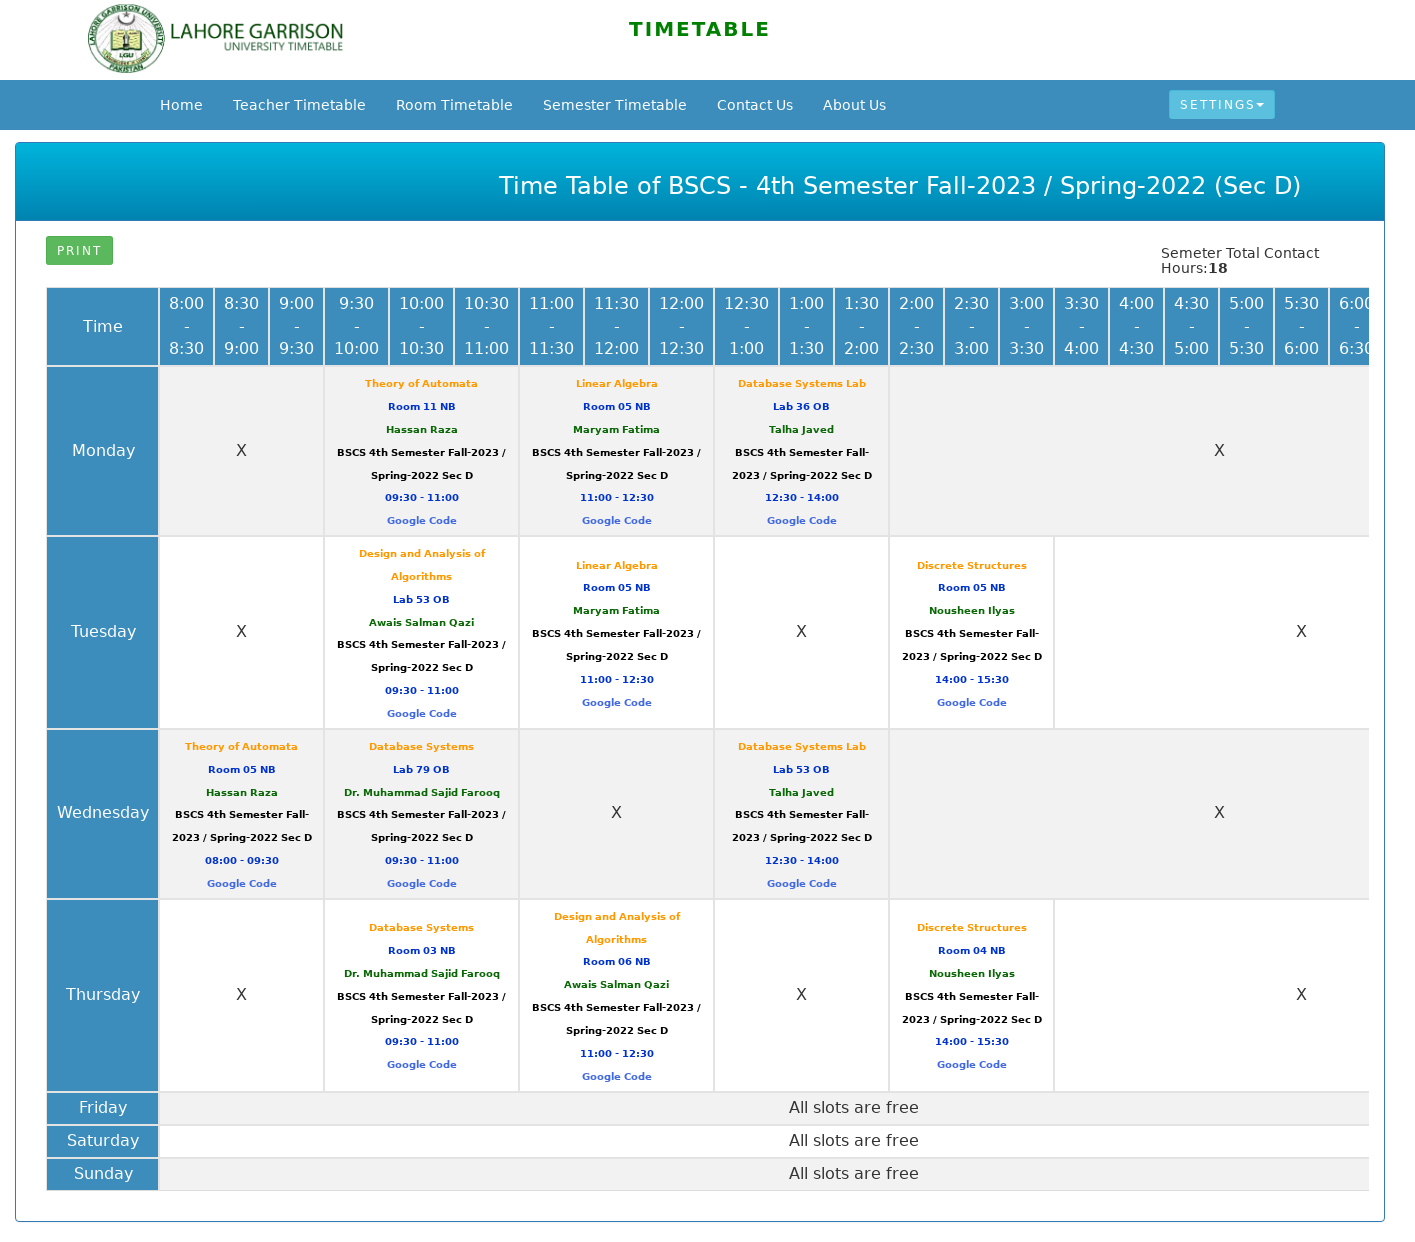 LAHORE GARRISON UNIVERSITY
LGU
PAKISTAN
LAHORE GARRISON
UNIVERSITY TIMETABLE
TIMETABLE
Home Teacher Timetable Room Timetable Semester Timetable Contact Us About Us SETTINGS
Time Table of BSCS - 4th Semester Fall-2023 / Spring-2022 (Sec D)
PRINT
Semeter Total Contact
Hours:18
Time
8:00 - 8:30
8:30 - 9:00
9:00 - 9:30
9:30 - 10:00
10:00 - 10:30
10:30 - 11:00
11:00 - 11:30
11:30 - 12:00
12:00 - 12:30
12:30 - 1:00
1:00 - 1:30
1:30 - 2:00
2:00 - 2:30
2:30 - 3:00
3:00 - 3:30
3:30 - 4:00
4:00 - 4:30
4:30 - 5:00
5:00 - 5:30
5:30 - 6:00
6:00 - 6:30
Monday
X
Theory of Automata
Room 11 NB
Hassan Raza
BSCS 4th Semester Fall-2023 /
Spring-2022 Sec D
09:30 - 11:00
Google Code
Linear Algebra
Room 05 NB
Maryam Fatima
BSCS 4th Semester Fall-2023 /
Spring-2022 Sec D
11:00 - 12:30
Google Code
Database Systems Lab
Lab 36 OB
Talha Javed
BSCS 4th Semester Fall-
2023 / Spring-2022 Sec D
12:30 - 14:00
Google Code
X
Tuesday
X
Design and Analysis of
Algorithms
Lab 53 OB
Awais Salman Qazi
BSCS 4th Semester Fall-2023 /
Spring-2022 Sec D
09:30 - 11:00
Google Code
Linear Algebra
Room 05 NB
Maryam Fatima
BSCS 4th Semester Fall-2023 /
Spring-2022 Sec D
11:00 - 12:30
Google Code
X
Discrete Structures
Room 05 NB
Nousheen Ilyas
BSCS 4th Semester Fall-
2023 / Spring-2022 Sec D
14:00 - 15:30
Google Code
X
Wednesday
Theory of Automata
Room 05 NB
Hassan Raza
BSCS 4th Semester Fall-
2023 / Spring-2022 Sec D
08:00 - 09:30
Google Code
Database Systems
Lab 79 OB
Dr. Muhammad Sajid Farooq
BSCS 4th Semester Fall-2023 /
Spring-2022 Sec D
09:30 - 11:00
Google Code
X
Database Systems Lab
Lab 53 OB
Talha Javed
BSCS 4th Semester Fall-
2023 / Spring-2022 Sec D
12:30 - 14:00
Google Code
X
Thursday
X
Database Systems
Room 03 NB
Dr. Muhammad Sajid Farooq
BSCS 4th Semester Fall-2023 /
Spring-2022 Sec D
09:30 - 11:00
Google Code
Design and Analysis of
Algorithms
Room 06 NB
Awais Salman Qazi
BSCS 4th Semester Fall-2023 /
Spring-2022 Sec D
11:00 - 12:30
Google Code
X
Discrete Structures
Room 04 NB
Nousheen Ilyas
BSCS 4th Semester Fall-
2023 / Spring-2022 Sec D
14:00 - 15:30
Google Code
X
Friday All slots are free
Saturday All slots are free
Sunday All slots are free